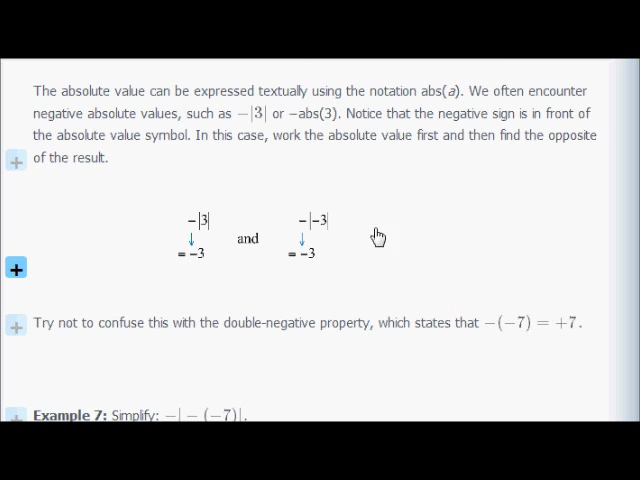 The absolute value can be expressed textually using the notation abs(a). We often encounter
negative absolute values, such as −|3| or −abs(3). Notice that the negative sign is in front of
the absolute value symbol. In this case, work the absolute value first and then find the opposite
of the result.
−|3| −|−3|
↓ and ↓
= −3 = −3
Try not to confuse this with the double-negative property, which states that −(−7) = +7.
Example 7: Simplify: −| − (−7)|.